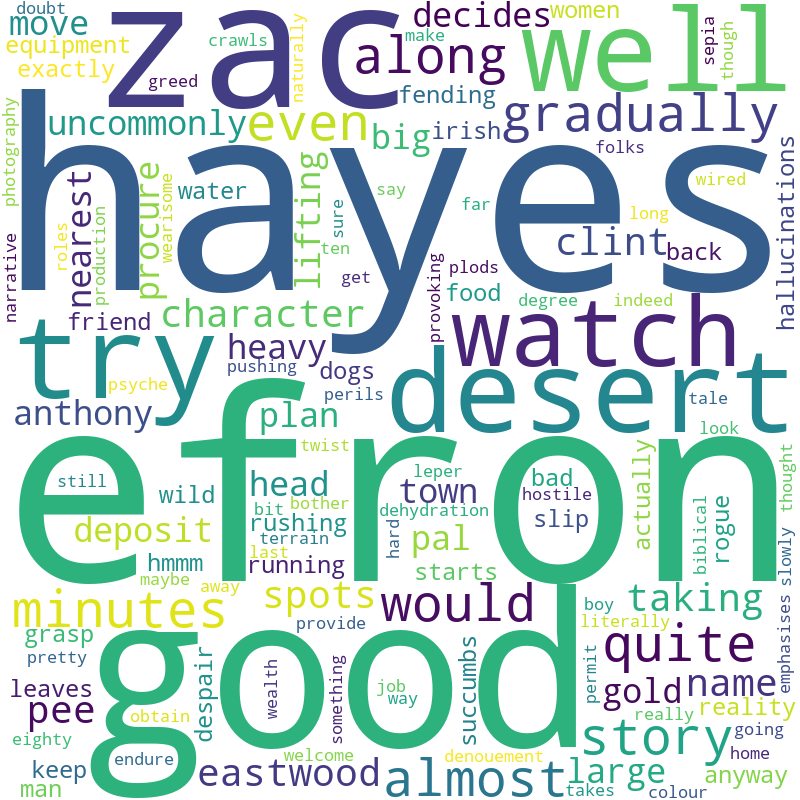 doubt
move
zac
decides
women
well
equipment
crawls
make
along
sepia
though
exactly
greed
naturally
fending
uncommonly
even
big
irish
gradually
folks
photography
hayes
nearest
procure
water
lifting
say
far
wired
hallucinations
wearisome
ten
sure
long
clint
back
narrative
roles
production
get
provoking
plods
food
degree
indeed
friend
character
try
heavy
watch
pushing
dogs
desert
psyche
perils
tale
anthony
plan
look
efron
twist
still
head
leper
bad
actually
thought
wild
bit
bother
town
hostile
deposit
rushing
dehydration
slip
biblical
rogue
terrain
hard
pal
hmmm
last
running
maybe
away
starts
slowly
minutes
spots
would
boy
taking
provide
literally
emphasises
grasp
good
despair
quite
pretty
succumbs
permit
leaves
wealth
something
job
gold
name
pee
obtain
way
really
reality
eighty
story
going
welcome
denouement
home
endure
keep
eastwood
almost
large
anyway
man
takes
colour